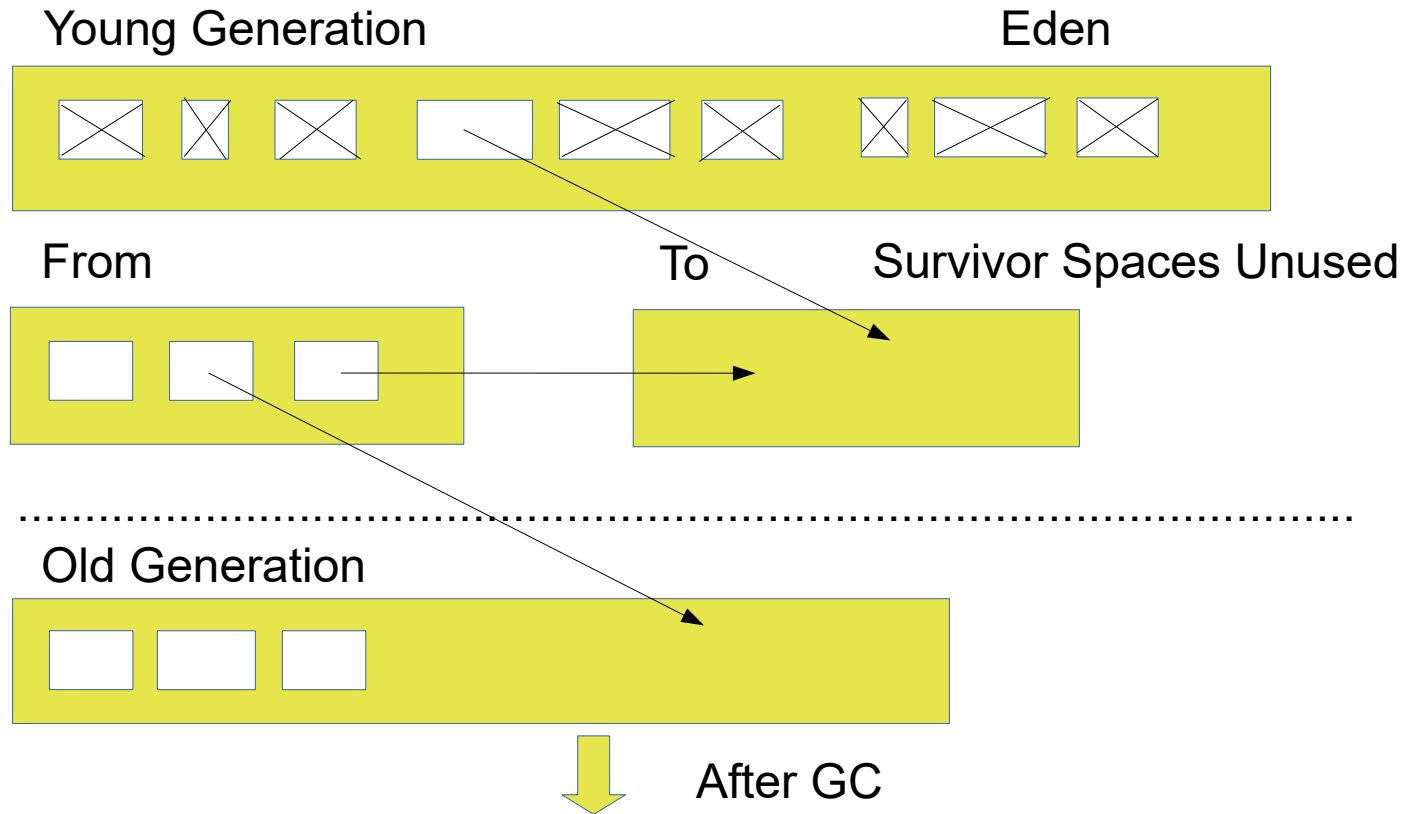 Young Generation
Eden
From
To
Survivor Spaces Unused
Old Generation
After GC